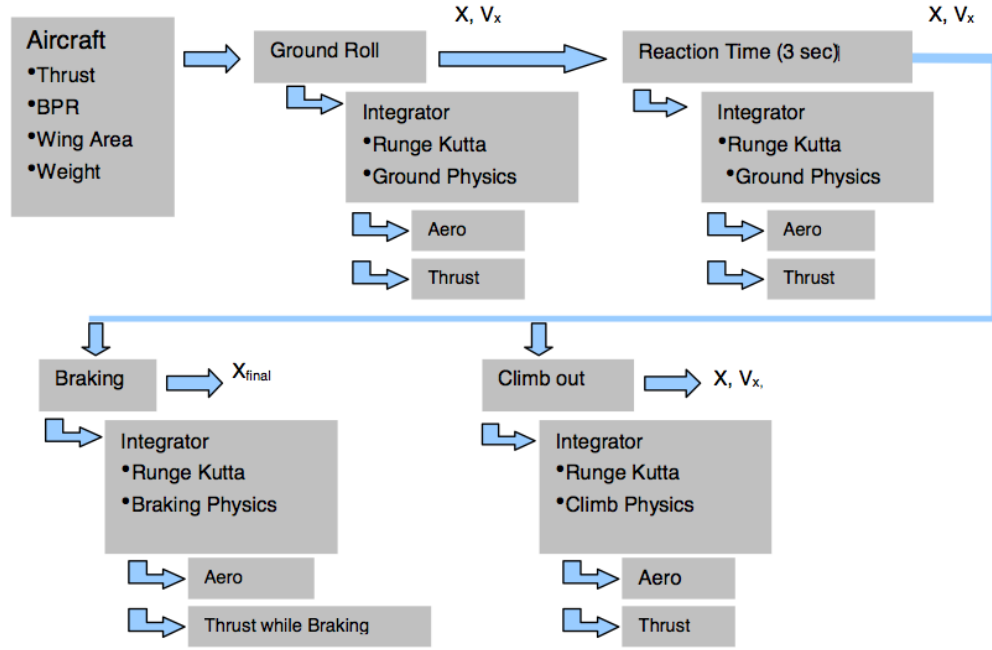 Aircraft
•Thrust
•BPR
•Wing Area
•Weight
Ground Roll
X, Vx
Reaction Time (3 sec)
X, Vx
Integrator
•Runge Kutta
•Ground Physics
Aero
Thrust
Integrator
•Runge Kutta
•Ground Physics
Aero
Thrust
Braking
Xfinal
Integrator
•Runge Kutta
•Braking Physics
Aero
Thrust while Braking
Climb out
X, Vx,
Integrator
•Runge Kutta
•Climb Physics
Aero
Thrust